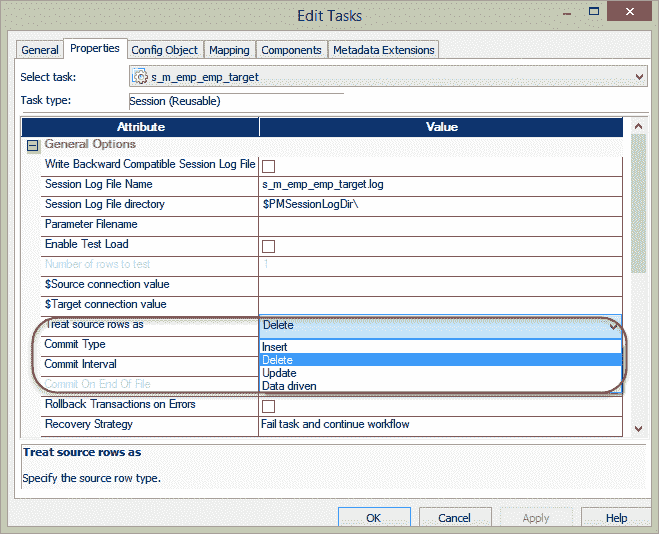 Edit Tasks
General Properties Config Object Mapping Components Metadata Extensions
Select task: s_m_emp_emp_target
Task type: Session (Reusable)
Attribute Value
General Options
Write Backward Compatible Session Log File
Session Log File Name s_m_emp_emp_target.log
Session Log File directory $PMSessionLogDir\
Parameter Filename
Enable Test Load
Number of rows to test 1
$Source connection value
$Target connection value
Treat source rows as Delete
Commit Type Insert
Delete
Commit Interval Update
Commit On End Of File Data driven
Rollback Transactions on Errors
Recovery Strategy Fail task and continue workflow
Treat source rows as
Specify the source row type.
OK Cancel Apply Help